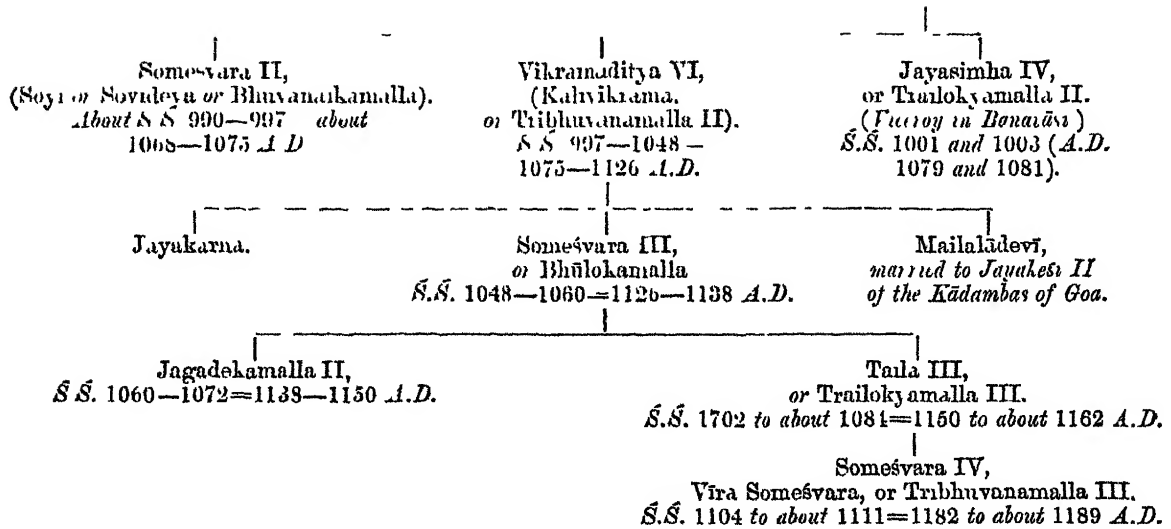 Someśvara II,
(Soyi or Sovideva or Bhuvanaikamalla).
About Ś Ś 990—997 about
1068—1075 A D
Vikramaditya VI,
(Kalivikrama.
or Tribhuvanamalla II).
Ś Ś 997—1048 –
1075—1126 A.D.
Jayasimha IV,
or Trailokyamalla II.
(Viceroy in Banavāsi)
Ś.Ś. 1001 and 1003 (A.D.
1079 and 1081).
Jayakarna.
Someśvara III,
or Bhūlokamalla
Ś.Ś. 1048—1060=1126—1138 A.D.
Mailalādevī,
married to Jayakeśi II
of the Kādambas of Goa.
Jagadekamalla II,
Ś Ś. 1060—1072=1138—1150 A.D.
Taila III,
or Trailokyamalla III.
Ś.Ś. 1702 to about 1084=1150 to about 1162 A.D.
Someśvara IV,
Vīra Someśvara, or Tribhuvanamalla III.
Ś.Ś. 1104 to about 1111=1182 to about 1189 A.D.